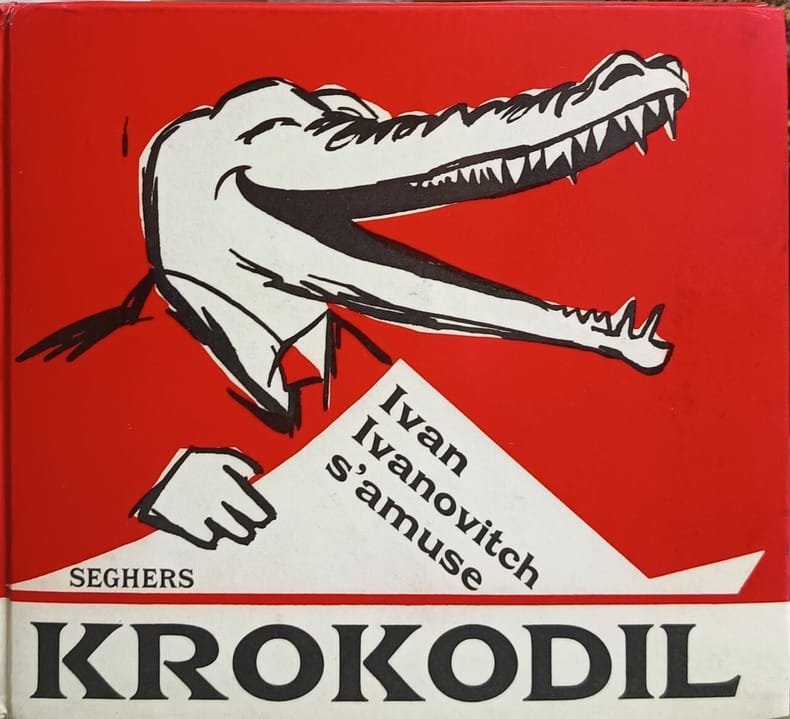 Ivan
Ivanovitch
s'amuse
SEGHERS
KROKODIL